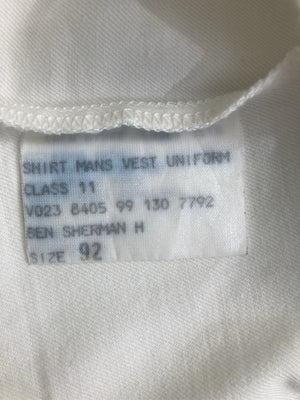 SHIRT MANS VEST UNIFORM
CLASS 11
V023 8405 99 130 7792
BEN SHERMAN H
SIZE 92